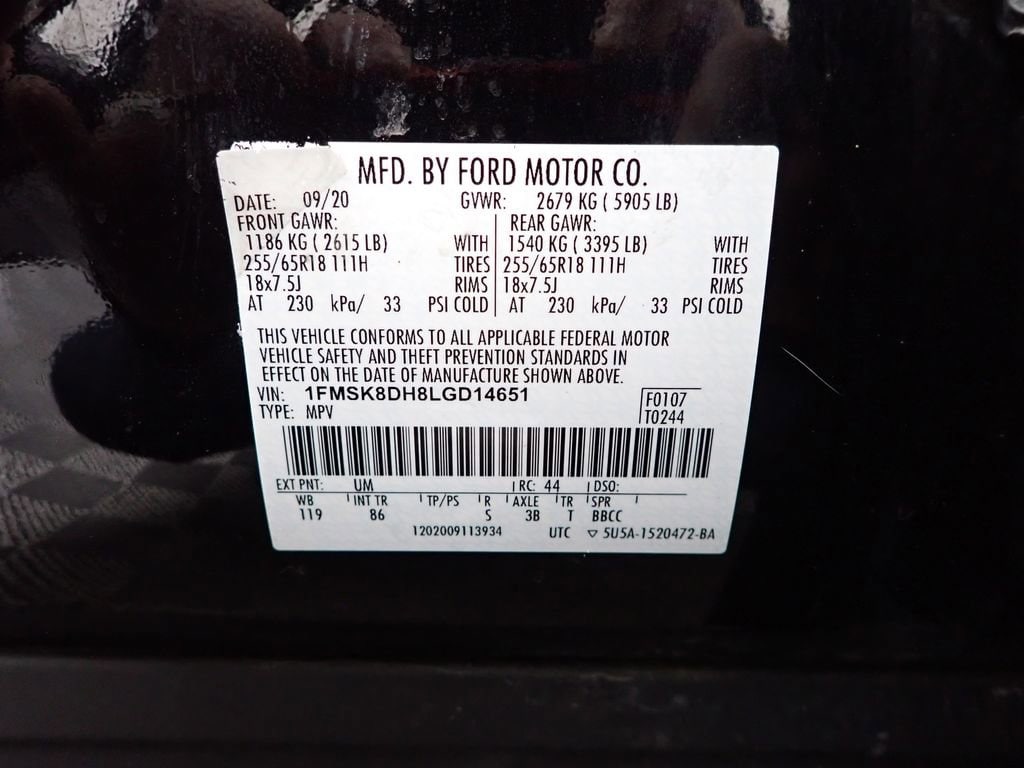 MFD. BY FORD MOTOR CO.
DATE: 09/20 GVWR: 2679 KG ( 5905 LB)
FRONT GAWR: REAR GAWR:
1186 KG ( 2615 LB) WITH 1540 KG ( 3395 LB) WITH
255/65R18 111H TIRES 255/65R18 111H TIRES
18x7.5J RIMS 18x7.5J RIMS
AT 230 kPa/ 33 PSI COLD AT 230 kPa/ 33 PSI COLD
THIS VEHICLE CONFORMS TO ALL APPLICABLE FEDERAL MOTOR
VEHICLE SAFETY AND THEFT PREVENTION STANDARDS IN
EFFECT ON THE DATE OF MANUFACTURE SHOWN ABOVE.
VIN: 1FMSK8DH8LGD14651 F0107
TYPE: MPV T0244
EXT PNT: UM RC: 44 DSO:
WB INT TR TP/PS R AXLE TR SPR
119 86 S 3B T BBCC
1202009113934 UTC ▽ 5U5A-1520472-BA